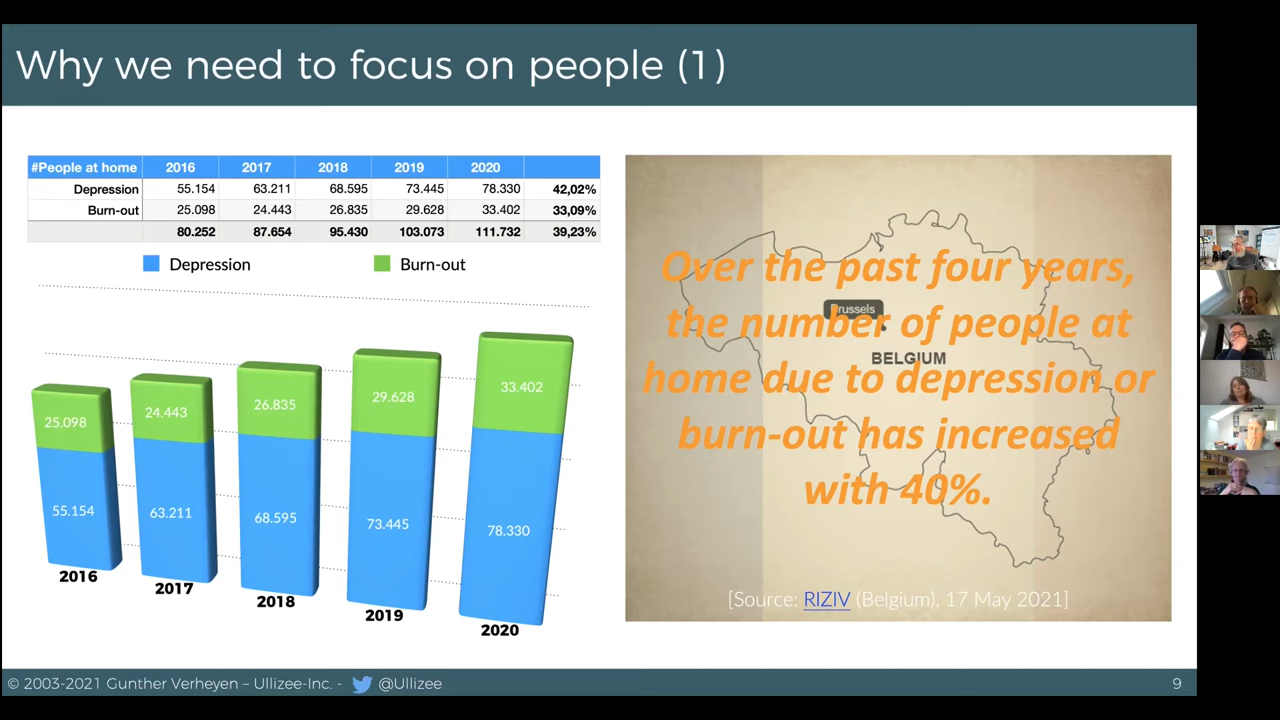 Why we need to focus on people (1)
#People at home 2016 2017 2018 2019 2020
Depression 55.154 63.211 68.595 73.445 78.330 42,02%
Burn-out 25.098 24.443 26.835 29.628 33.402 33,09%
80.252 87.654 95.430 103.073 111.732 39,23%
Depression Burn-out
25.098 24.443 26.835 29.628 33.402
55.154 63.211 68.595 73.445 78.330
2016 2017 2018 2019 2020
Over the past four years,
Brussels
the number of people at
BELGIUM
home due to depression or
burn-out has increased
with 40%.
[Source: RIZIV (Belgium), 17 May 2021]
© 2003-2021 Gunther Verheyen – Ullizee-Inc. - @Ullizee 9